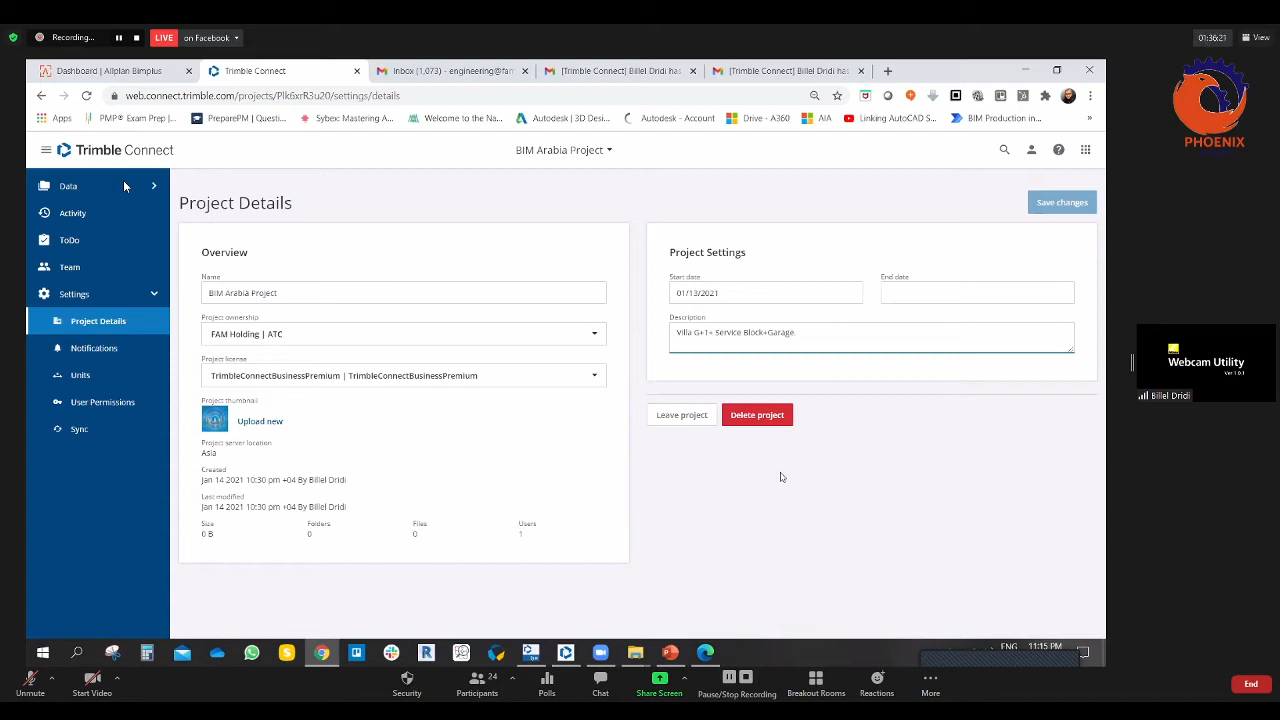 Recording...
LIVE on Facebook
01:36:21 View
Dashboard | Allplan Bimplus
Trimble Connect
Inbox (1,073) - engineering@fam
[Trimble Connect] Billel Dridi has
[Trimble Connect] Billel Dridi has
web.connect.trimble.com/projects/Plk6xrR3u20/settings/details
Apps PMP® Exam Prep |... PreparePM | Questi... Sybex: Mastering A... Welcome to the Na... Autodesk | 3D Desi... Autodesk - Account Drive - A360 AIA Linking AutoCAD S... BIM Production in... »
PHOENIX
Trimble Connect
BIM Arabia Project
Data
Activity
ToDo
Team
Settings
Project Details
Notifications
Units
User Permissions
Sync
Project Details
Save changes
Overview
Name
BIM Arabia Project
Project ownership
FAM Holding | ATC
Project license
TrimbleConnectBusinessPremium | TrimbleConnectBusinessPremium
Project thumbnail
Upload new
Project server location
Asia
Created
Jan 14 2021 10:30 pm +04 By Billel Dridi
Last modified
Jan 14 2021 10:30 pm +04 By Billel Dridi
Size Folders Files Users
0 B 0 0 1
Project Settings
Start date End date
01/13/2021
Description
Villa G+1+ Service Block+Garage.
Leave project Delete project
Webcam Utility
Ver 1.0.1
Billel Dridi
ENG 11:15 PM
Unmute
Start Video
Security
Participants 24
Polls
Chat
Share Screen
Pause/Stop Recording
Breakout Rooms
Reactions
More
End